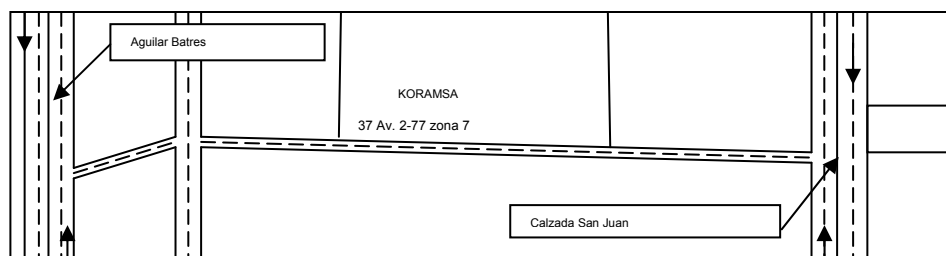 Aguilar Batres
KORAMSA
37 Av. 2-77 zona 7
Calzada San Juan